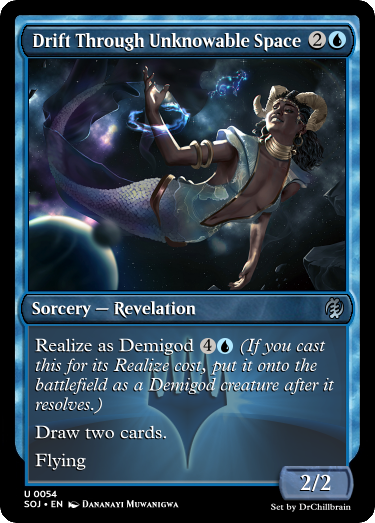 Drift Through Unknowable Space 2
Sorcery — Revelation
Realize as Demigod 4 (If you cast
this for its Realize cost, put it onto the
battlefield as a Demigod creature after it
resolves.)
Draw two cards.
Flying
2/2
U 0054
SOJ • EN Dananayi Muwanigwa
Set by DrChillbrain